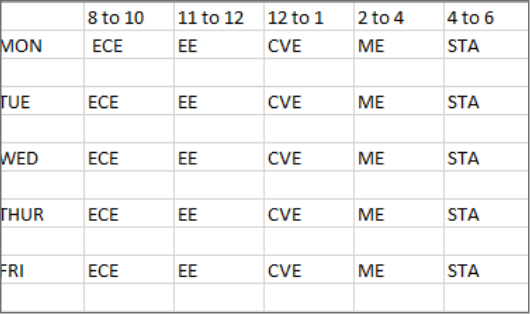 8 to 10 11 to 12 12 to 1 2 to 4 4 to 6
MON ECE EE CVE ME STA
TUE ECE EE CVE ME STA
WED ECE EE CVE ME STA
THUR ECE EE CVE ME STA
FRI ECE EE CVE ME STA